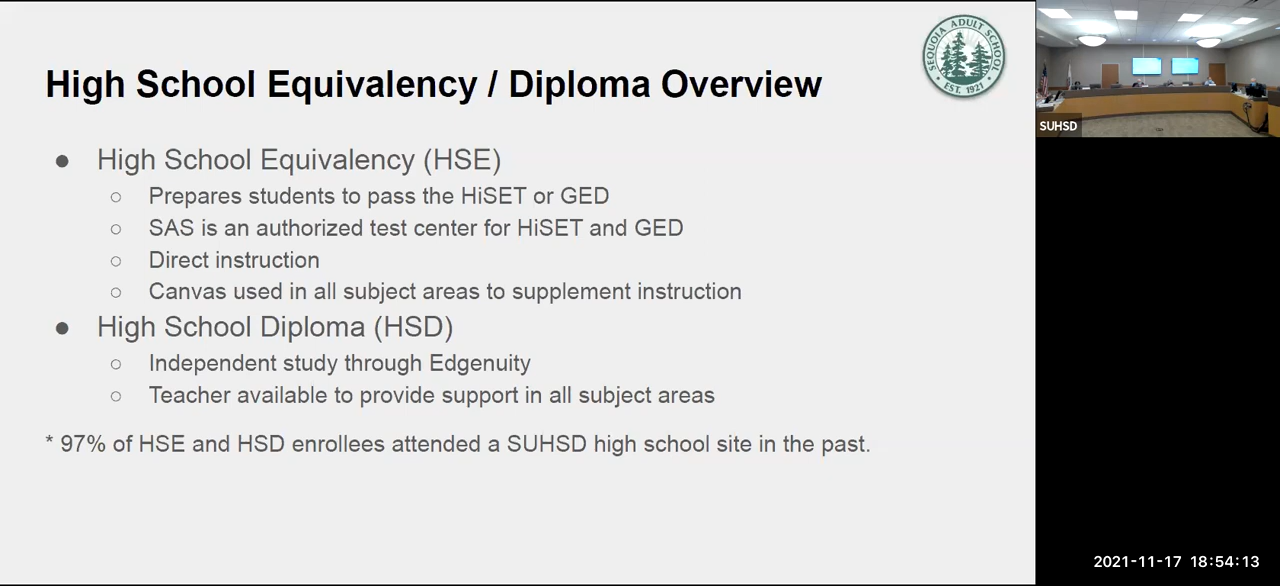 High School Equivalency / Diploma Overview
SEQUOIA ADULT SCHOOL
EST. 1921
● High School Equivalency (HSE)
○ Prepares students to pass the HiSET or GED
○ SAS is an authorized test center for HiSET and GED
○ Direct instruction
○ Canvas used in all subject areas to supplement instruction
● High School Diploma (HSD)
○ Independent study through Edgenuity
○ Teacher available to provide support in all subject areas
* 97% of HSE and HSD enrollees attended a SUHSD high school site in the past.
SUHSD
2021-11-17 18:54:13